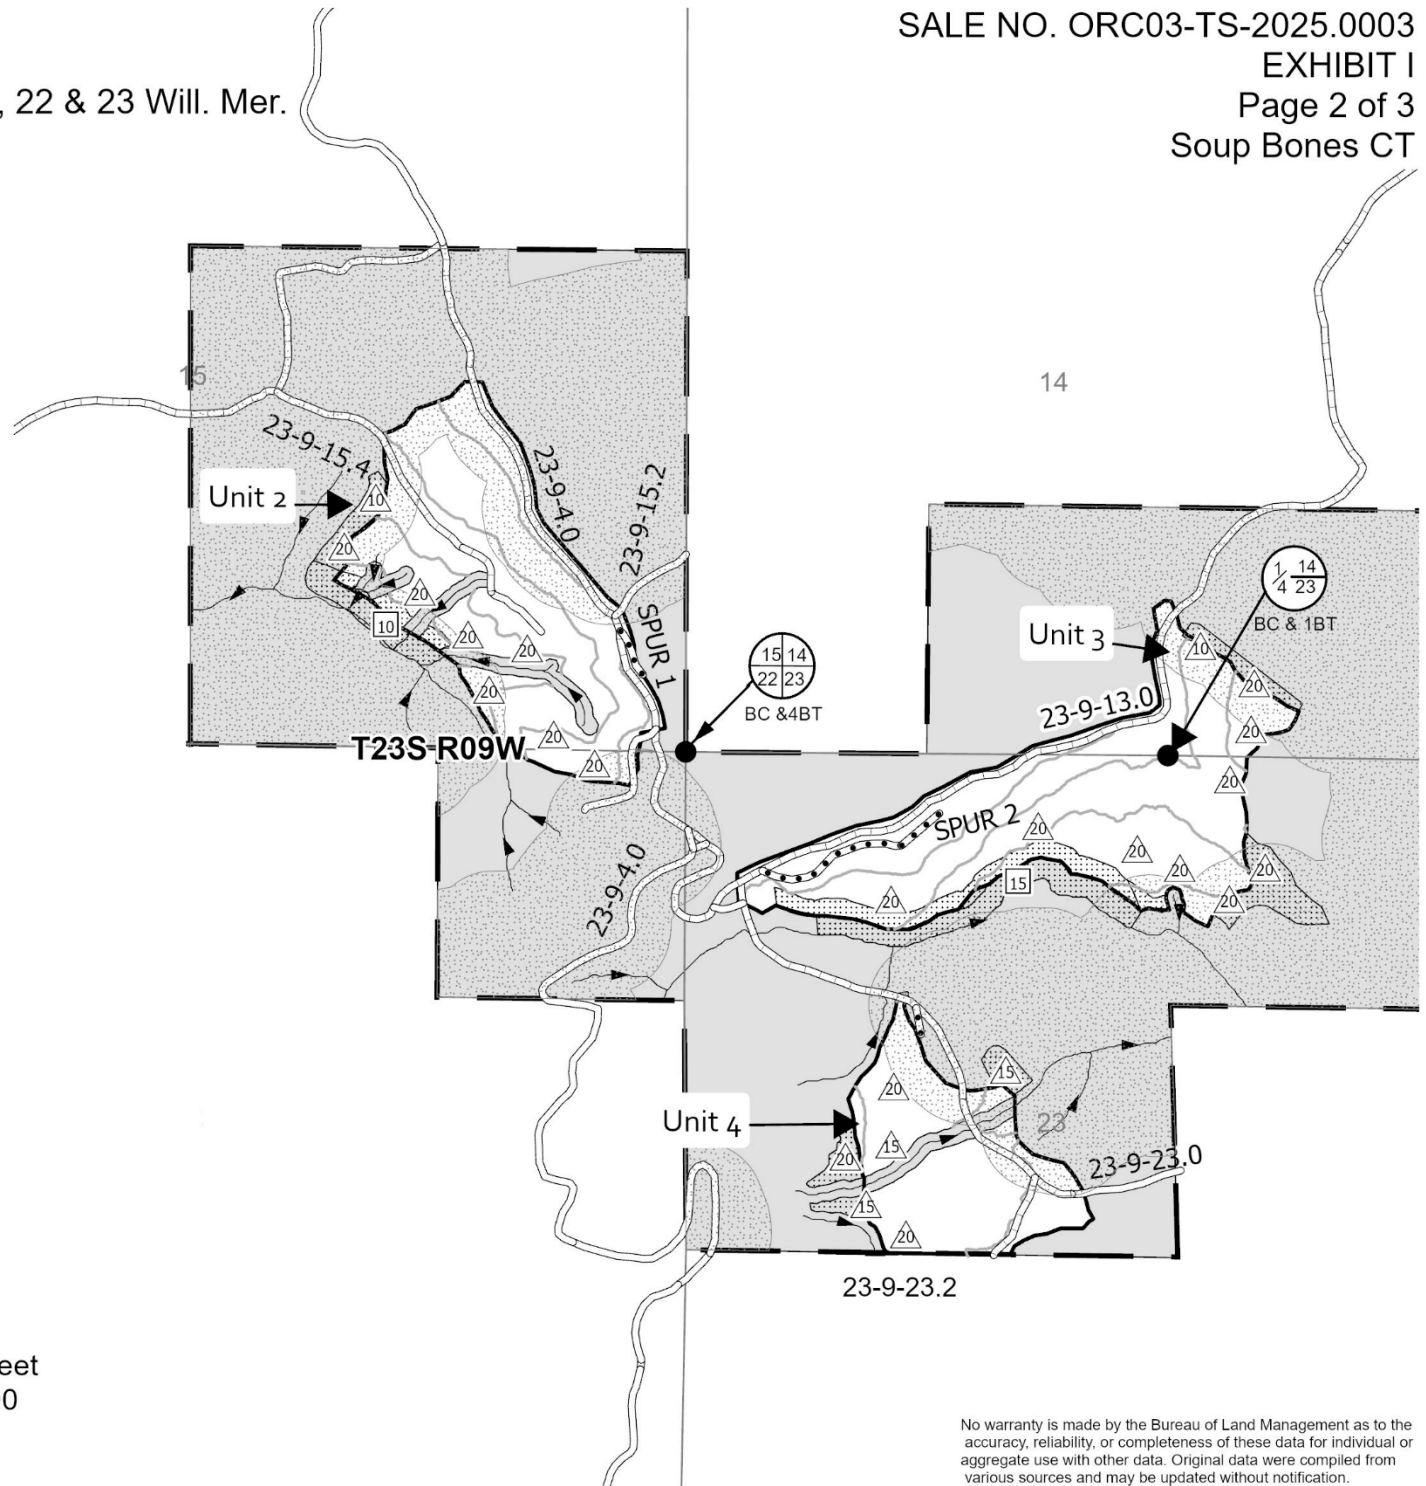 SALE NO. ORC03-TS-2025.0003
EXHIBIT I
, 22 & 23 Will. Mer.
Page 2 of 3
Soup Bones CT
15
14
23-9-15.4
23-9-4.0
23-9-15.2
Unit 2
10
20
20
10
20
20
20
SPUR 1
20
20
15 14
22 23
BC &4BT
T23S R09W
1/4 14
23
BC & 1BT
Unit 3
10
20
20
20
23-9-13.0
SPUR 2
20
20
20
20
20
20
15
23-9-4.0
15
20
Unit 4
15
20
15
20
23
23-9-23.0
23-9-23.2
eet
No warranty is made by the Bureau of Land Management as to the
accuracy, reliability, or completeness of these data for individual or
aggregate use with other data. Original data were compiled from
various sources and may be updated without notification.